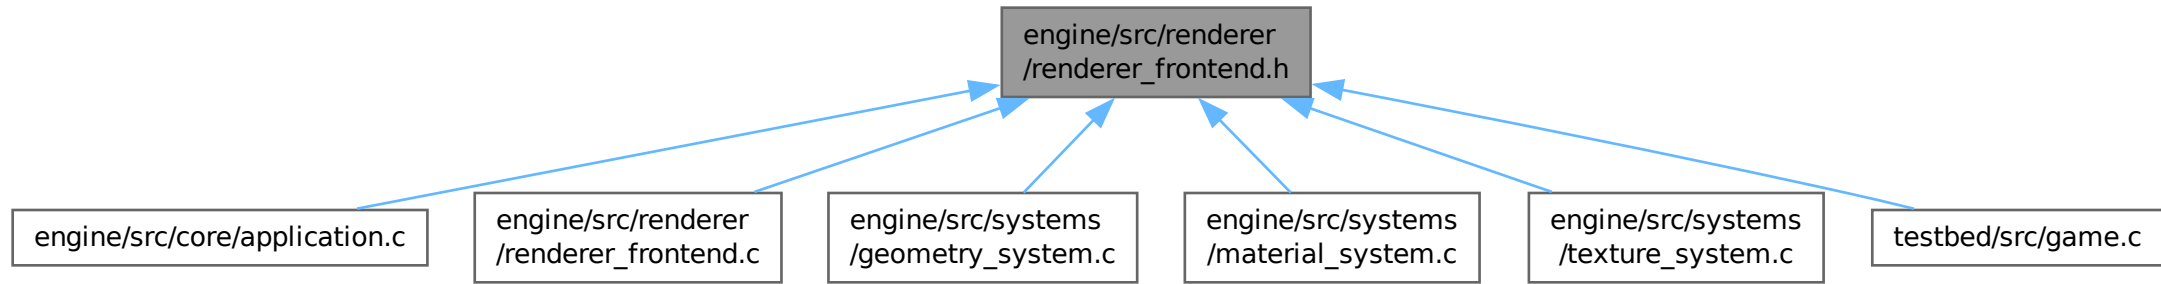 engine/src/renderer
/renderer_frontend.h
engine/src/core/application.c
engine/src/renderer
/renderer_frontend.c
engine/src/systems
/geometry_system.c
engine/src/systems
/material_system.c
engine/src/systems
/texture_system.c
testbed/src/game.c